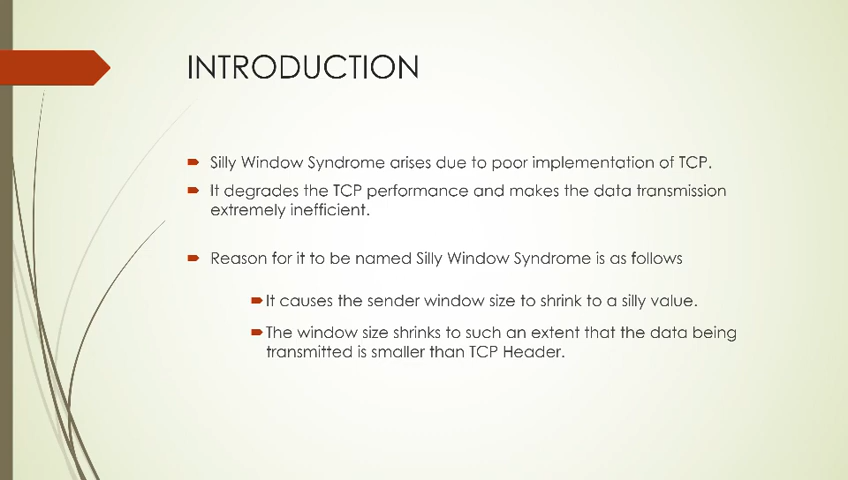 INTRODUCTION
Silly Window Syndrome arises due to poor implementation of TCP.
It degrades the TCP performance and makes the data transmission
extremely inefficient.
Reason for it to be named Silly Window Syndrome is as follows
It causes the sender window size to shrink to a silly value.
The window size shrinks to such an extent that the data being
transmitted is smaller than TCP Header.